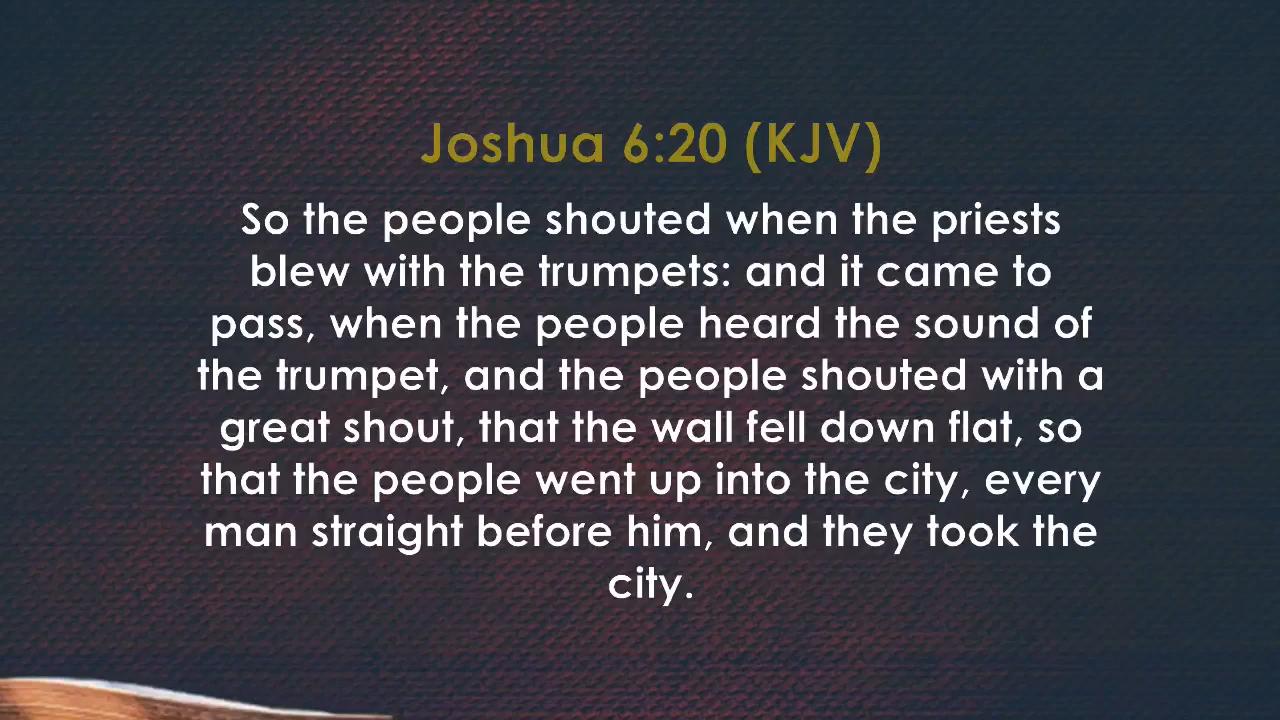 Joshua 6:20 (KJV)
So the people shouted when the priests
blew with the trumpets: and it came to
pass, when the people heard the sound of
the trumpet, and the people shouted with a
great shout, that the wall fell down flat, so
that the people went up into the city, every
man straight before him, and they took the
city.